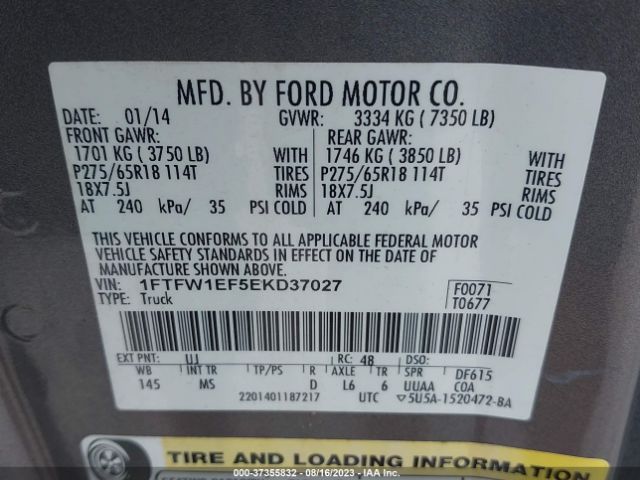 MFD. BY FORD MOTOR CO.
DATE: 01/14 GVWR: 3334 KG ( 7350 LB)
FRONT GAWR: REAR GAWR:
1701 KG ( 3750 LB) WITH 1746 KG ( 3850 LB) WITH
P275/65R18 114T TIRES P275/65R18 114T TIRES
18X7.5J RIMS 18X7.5J RIMS
AT 240 kPa/ 35 PSI COLD AT 240 kPa/ 35 PSI COLD
THIS VEHICLE CONFORMS TO ALL APPLICABLE FEDERAL MOTOR
VEHICLE SAFETY STANDARDS IN EFFECT ON THE DATE OF
MANUFACTURE SHOWN ABOVE.
VIN: 1FTFW1EF5EKD37027 F0071
TYPE: Truck T0677
EXT PNT: UJ RC: 48 DSO:
WB INT TR TP/PS R AXLE TR SPR DF615
145 MS D L6 6 UUAA COA
2201401187217 UTC ▽5U5A-1520472-BA
TIRE AND LOADING INFORMATION
000-37355832 - 08/16/2023 - IAA Inc.